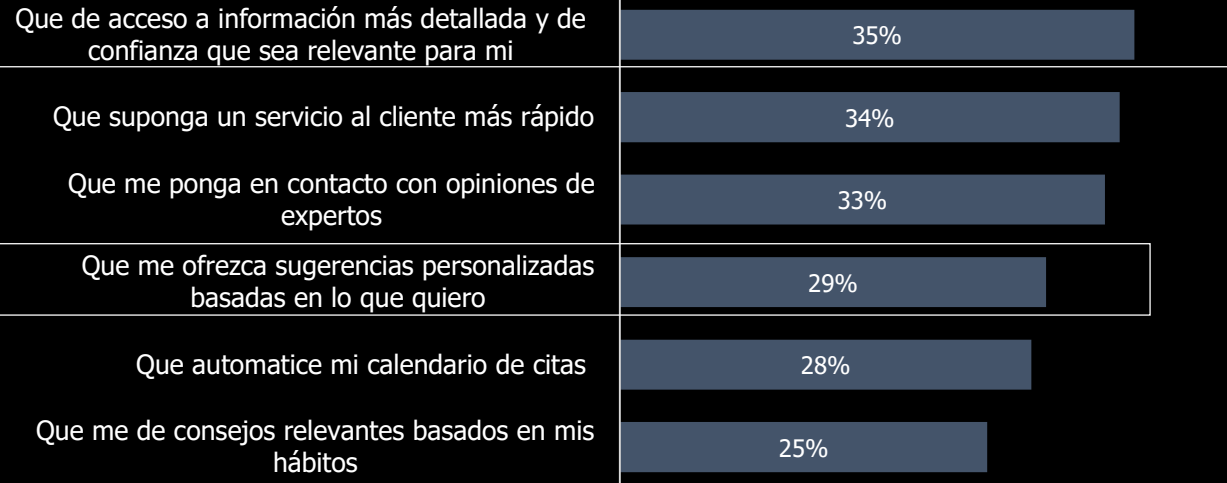 Que de acceso a información más detallada y de
confianza que sea relevante para mi
35%
Que suponga un servicio al cliente más rápido
34%
Que me ponga en contacto con opiniones de
expertos
33%
Que me ofrezca sugerencias personalizadas
basadas en lo que quiero
29%
Que automatice mi calendario de citas
28%
Que me de consejos relevantes basados en mis
hábitos
25%